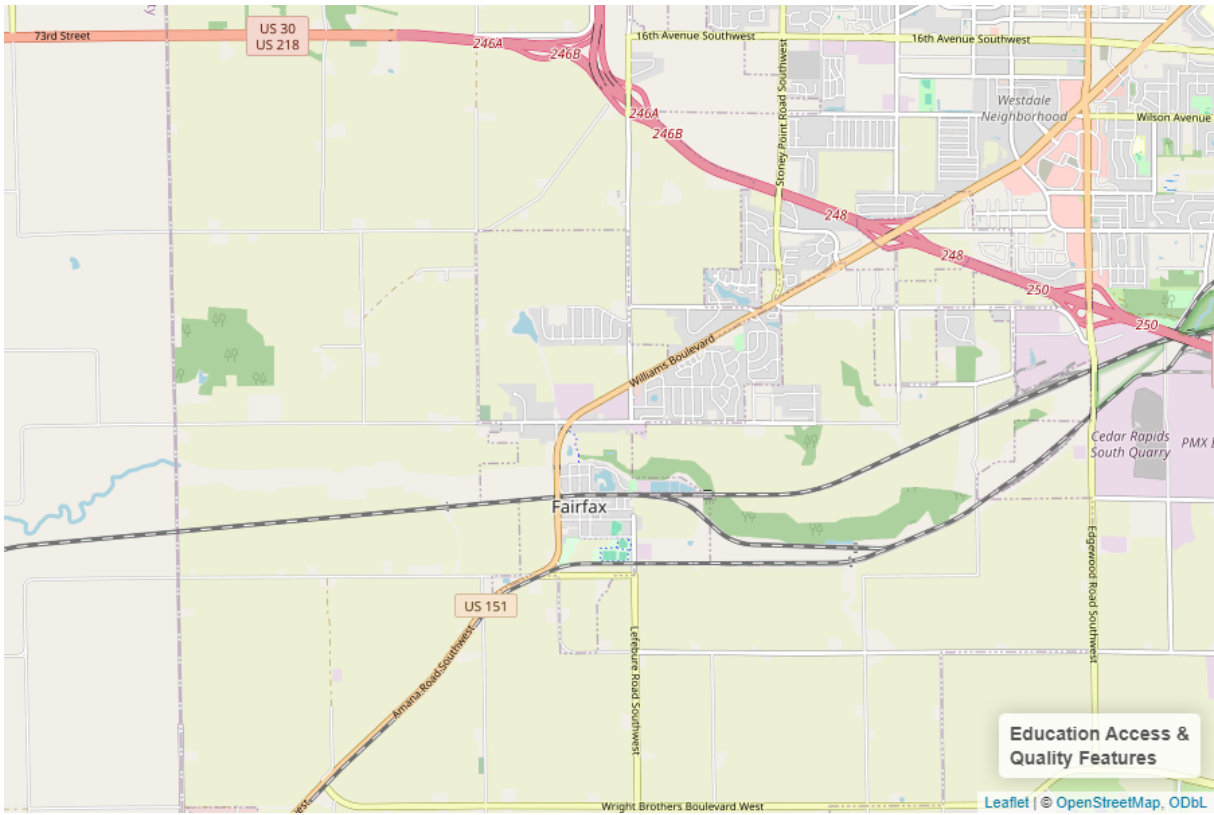 73rd Street
US 30
US 218
246A
246B
16th Avenue Southwest
16th Avenue Southwest
246A
246B
Stoney Point Road Southwest
Westdale
Neighborhood
Wilson Avenue
248
248
250
250
Williams Boulevard
Cedar Rapids
South Quarry
PMX
Fairfax
US 151
Amana Road Southwest
Lefebure Road Southwest
Edgewood Road Southwest
Wright Brothers Boulevard West
Education Access &
Quality Features
Leaflet | © OpenStreetMap, ODbL